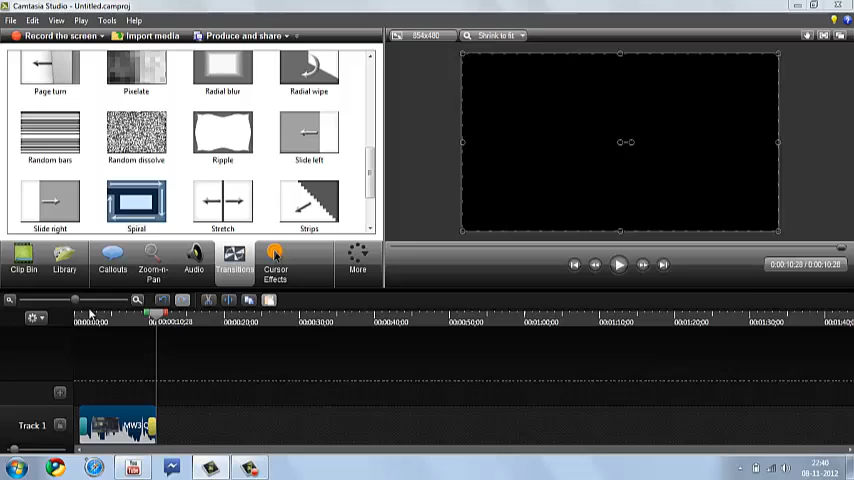 Camtasia Studio - Untitled.camproj
File Edit View Play Tools Help
Record the screen Import media Produce and share
854x480 Shrink to fit
Page turn Pixelate Radial blur Radial wipe
Random bars Random dissolve Ripple Slide left
Slide right Spiral Stretch Strips
Clip Bin Library Callouts Zoom-n-Pan Audio Transitions Cursor Effects More
0:00:10;28 / 0:00:10;28
00:00:00;00 00:00:10;28 00:00:20;00 00:00:30;00 00:00:40;00 00:00:50;00 00:01:00;00 00:01:10;00 00:01:20;00 00:01:30;00
Track 1
MW3
22:40
08-11-2012